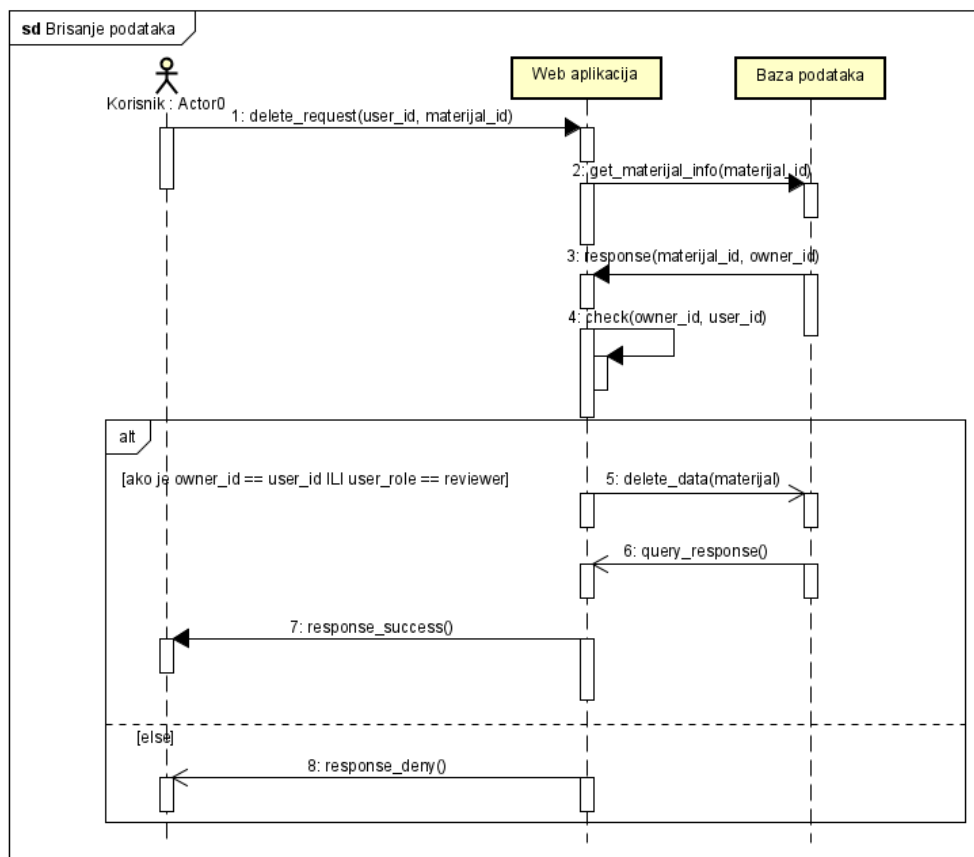 sd Brisanje podataka
Web aplikacija
Baza podataka
Korisnik : Actor0
1: delete_request(user_id, materijal_id)
2: get_materijal_info(materijal_id)
3: response(materijal_id, owner_id)
4: check(owner_id, user_id)
alt
[ako je owner_id == user_id ILI user_role == reviewer]
5: delete_data(materijal)
6: query_response()
7: response_success()
[else]
8: response_deny()